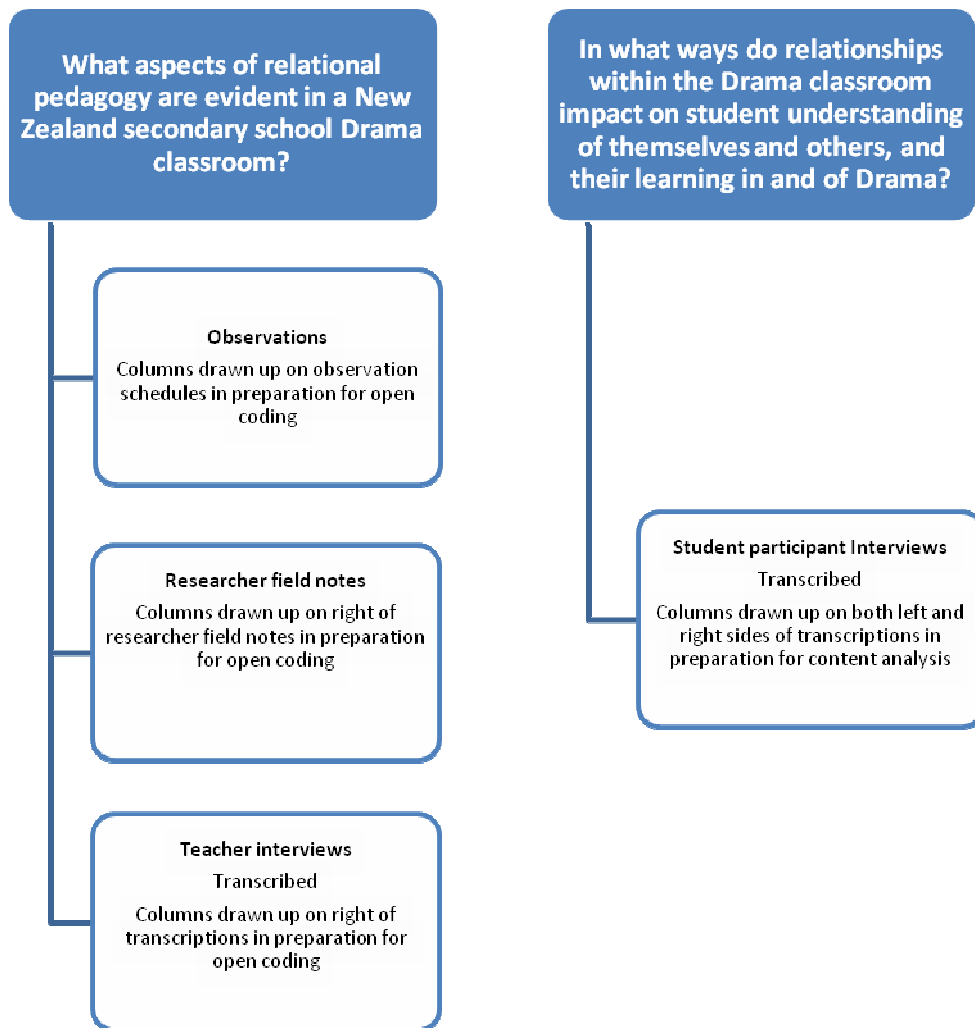 What aspects of relational
pedagogy are evident in a New
Zealand secondary school Drama
classroom?
Observations
Columns drawn up on observation
schedules in preparation for open
coding
Researcher field notes
Columns drawn up on right of
researcher field notes in preparation
for open coding
Teacher interviews
Transcribed
Columns drawn up on right of
transcriptions in preparation for
open coding
In what ways do relationships
within the Drama classroom
impact on student understanding
of themselves and others, and
their learning in and of Drama?
Student participant Interviews
Transcribed
Columns drawn up on both left and
right sides of transcriptions in
preparation for content analysis